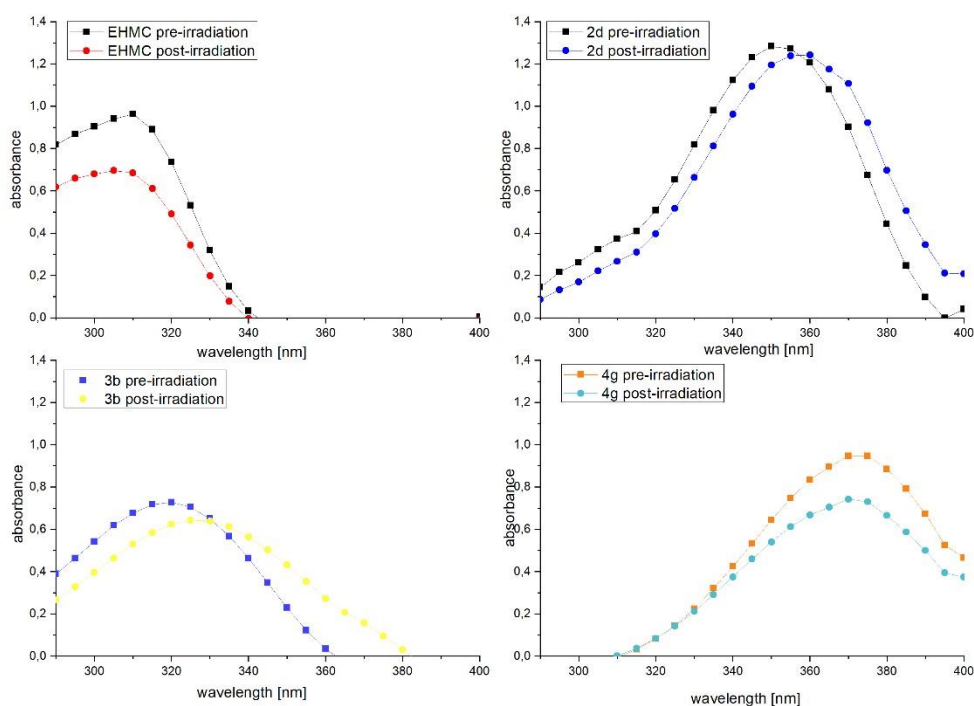 EHMC pre-irradiation
EHMC post-irradiation
1,4
1,2
1,0
0,8
0,6
0,4
0,2
0,0
absorbance
300 320 340 360 380 400
wavelength [nm]
2d pre-irradiation
2d post-irradiation
1,4
1,2
1,0
0,8
0,6
0,4
0,2
0,0
absorbance
300 320 340 360 380 400
wavelength [nm]
3b pre-irradiation
3b post-irradiation
1,4
1,2
1,0
0,8
0,6
0,4
0,2
0,0
absorbance
300 320 340 360 380 400
wavelength [nm]
4g pre-irradiation
4g post-irradiation
1,4
1,2
1,0
0,8
0,6
0,4
0,2
0,0
absorbance
300 320 340 360 380 400
wavelength [nm]